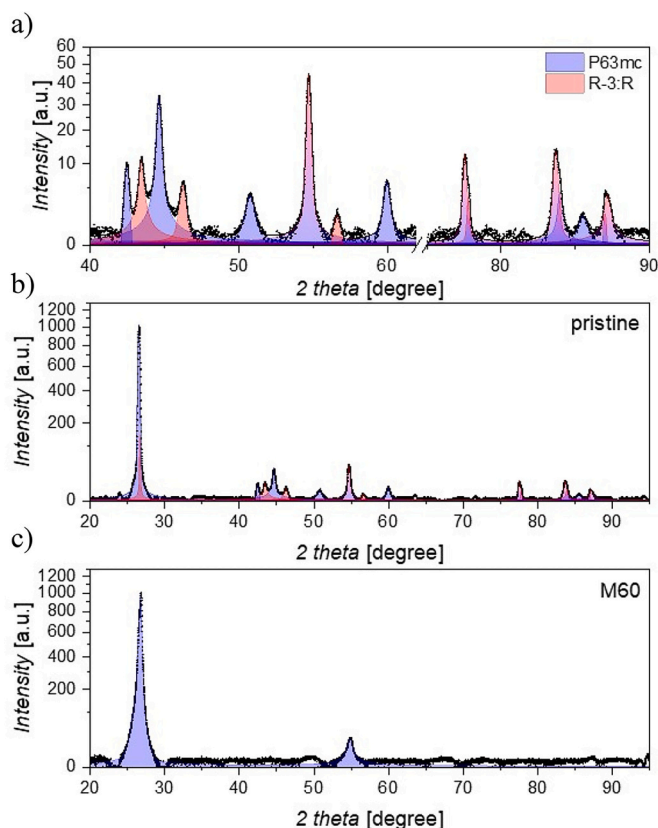 a)
Intensity [a.u.]
60
50
40
30
20
10
0
P63mc
R-3:R
40 50 60 80 90
2 theta [degree]
b)
Intensity [a.u.]
1200
1000
800
600
400
200
0
pristine
20 30 40 50 60 70 80 90
2 theta [degree]
c)
Intensity [a.u.]
1200
1000
800
600
400
200
0
M60
20 30 40 50 60 70 80 90
2 theta [degree]